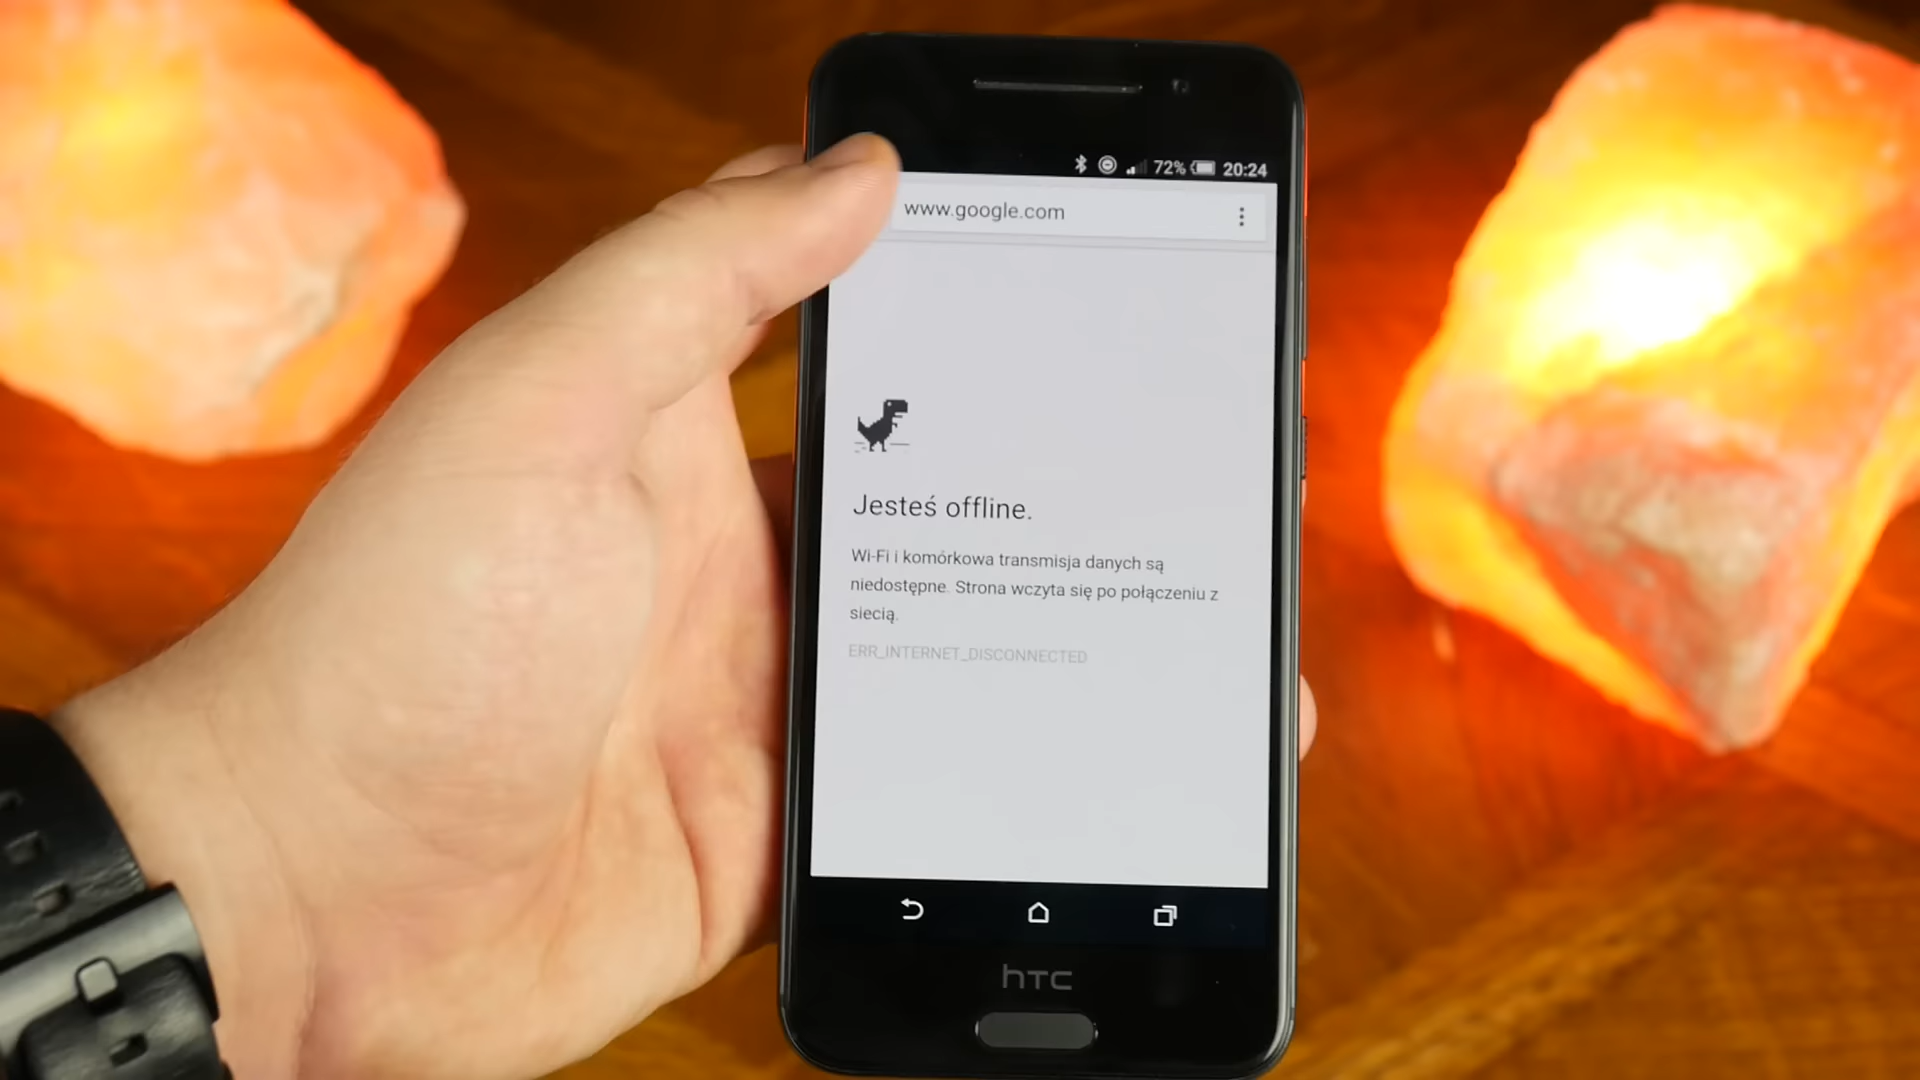 72% 20:24
www.google.com
Jesteś offline.
Wi-Fi i komórkowa transmisja danych są
niedostępne. Strona wczyta się po połączeniu z
siecią.
ERR_INTERNET_DISCONNECTED
hTC